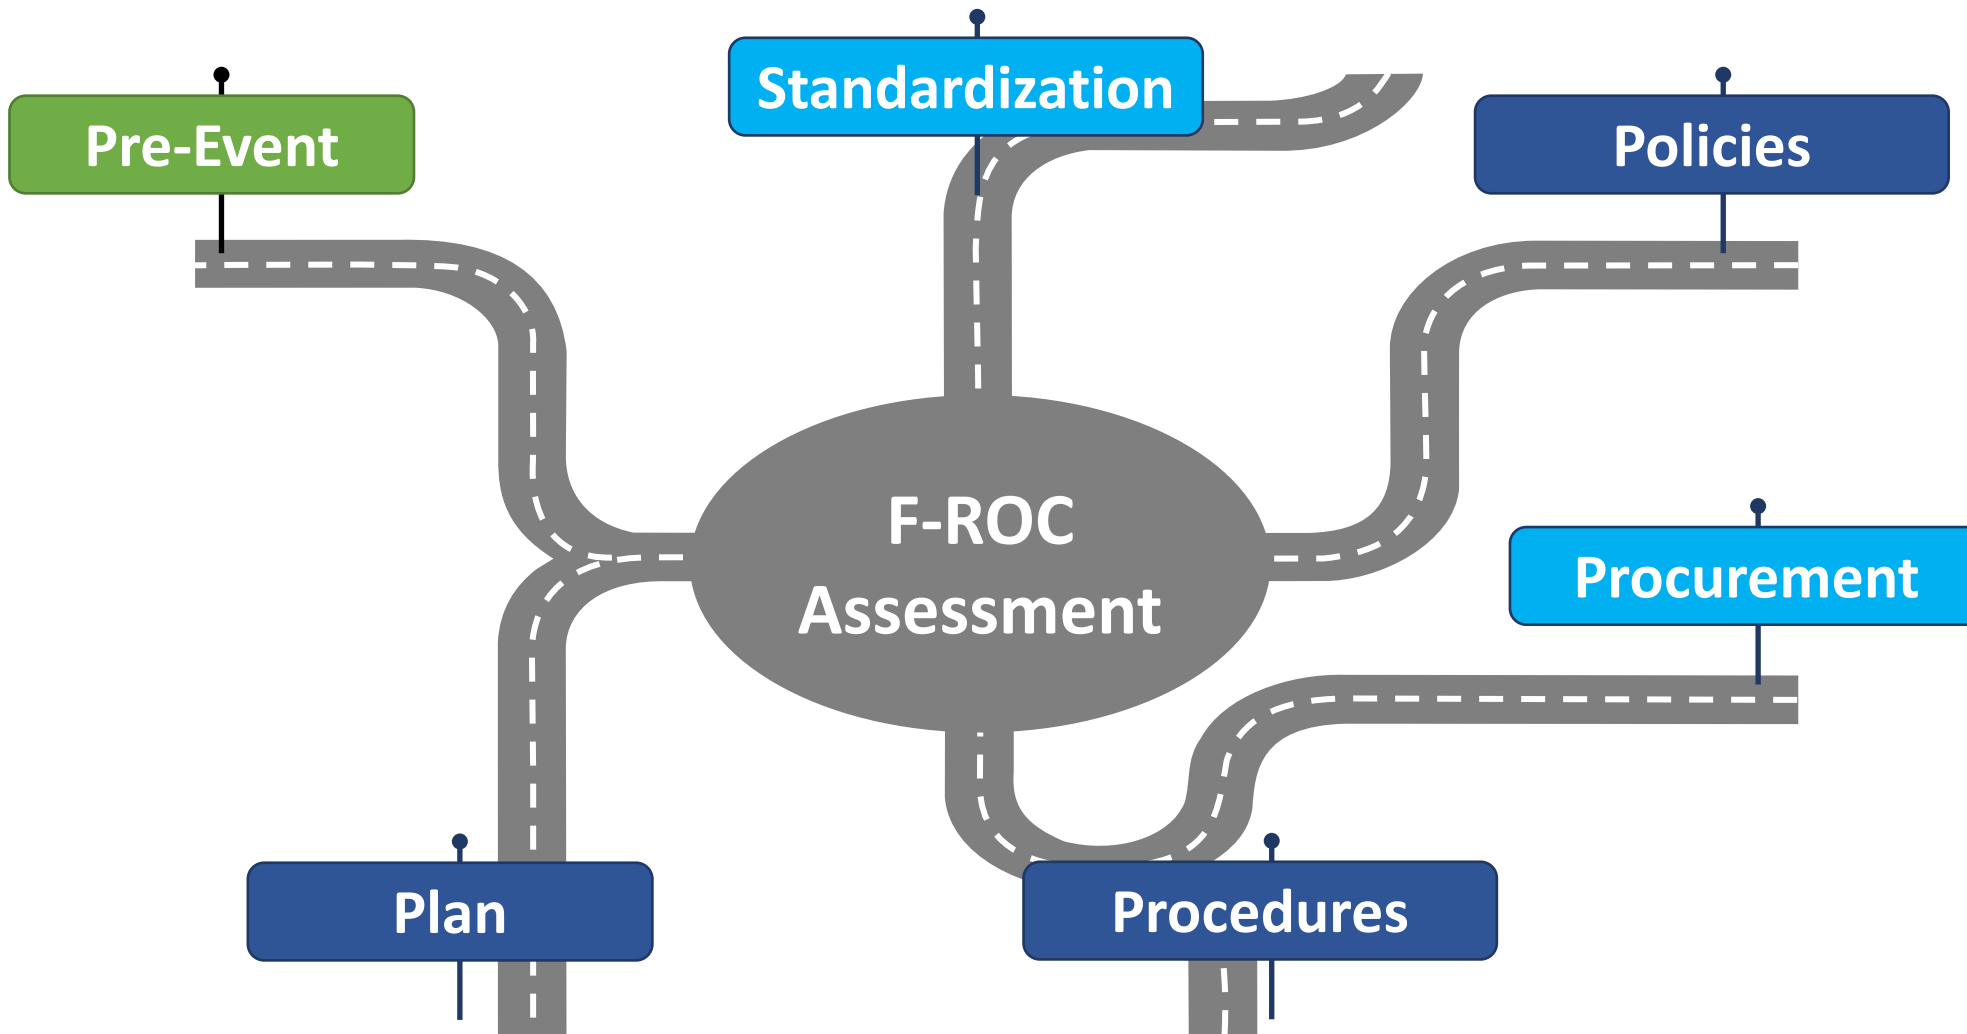 Standardization
Pre-Event
Policies
F-ROC
Assessment
Procurement
Plan
Procedures